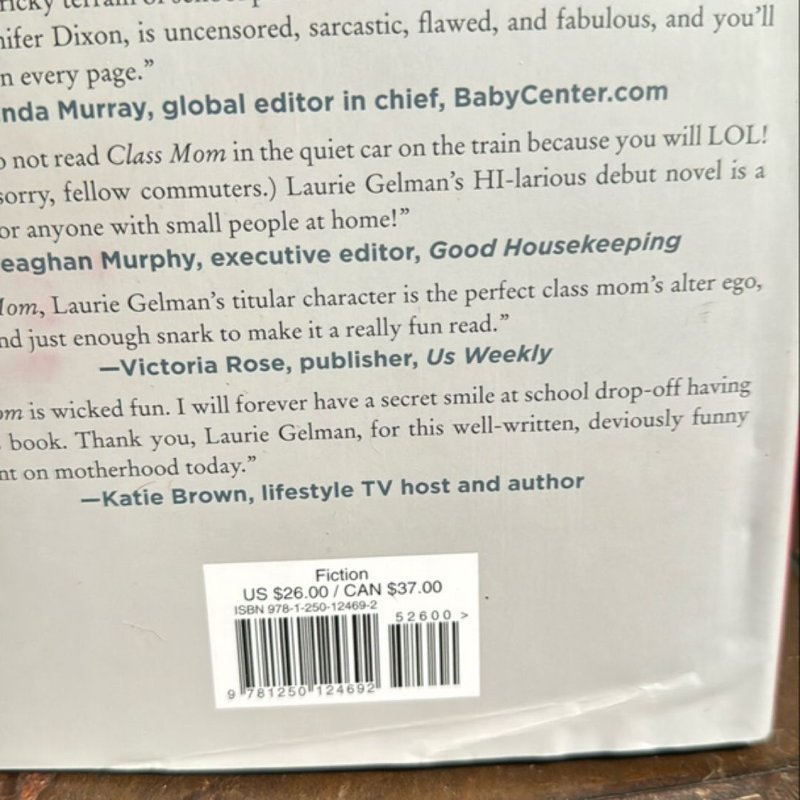 ricky terrain of
nifer Dixon, is uncensored, sarcastic, flawed, and fabulous, and you'll
n every page."
nda Murray, global editor in chief, BabyCenter.com
o not read Class Mom in the quiet car on the train because you will LOL!
sorry, fellow commuters.) Laurie Gelman's HI-larious debut novel is a
or anyone with small people at home!"
eaghan Murphy, executive editor, Good Housekeeping
Mom, Laurie Gelman's titular character is the perfect class mom's alter ego,
nd just enough snark to make it a really fun read."
—Victoria Rose, publisher, Us Weekly
om is wicked fun. I will forever have a secret smile at school drop-off having
book. Thank you, Laurie Gelman, for this well-written, deviously funny
nt on motherhood today."
—Katie Brown, lifestyle TV host and author
Fiction
US $26.00 / CAN $37.00
ISBN 978-1-250-12469-2
52600 >
9 781250 124692